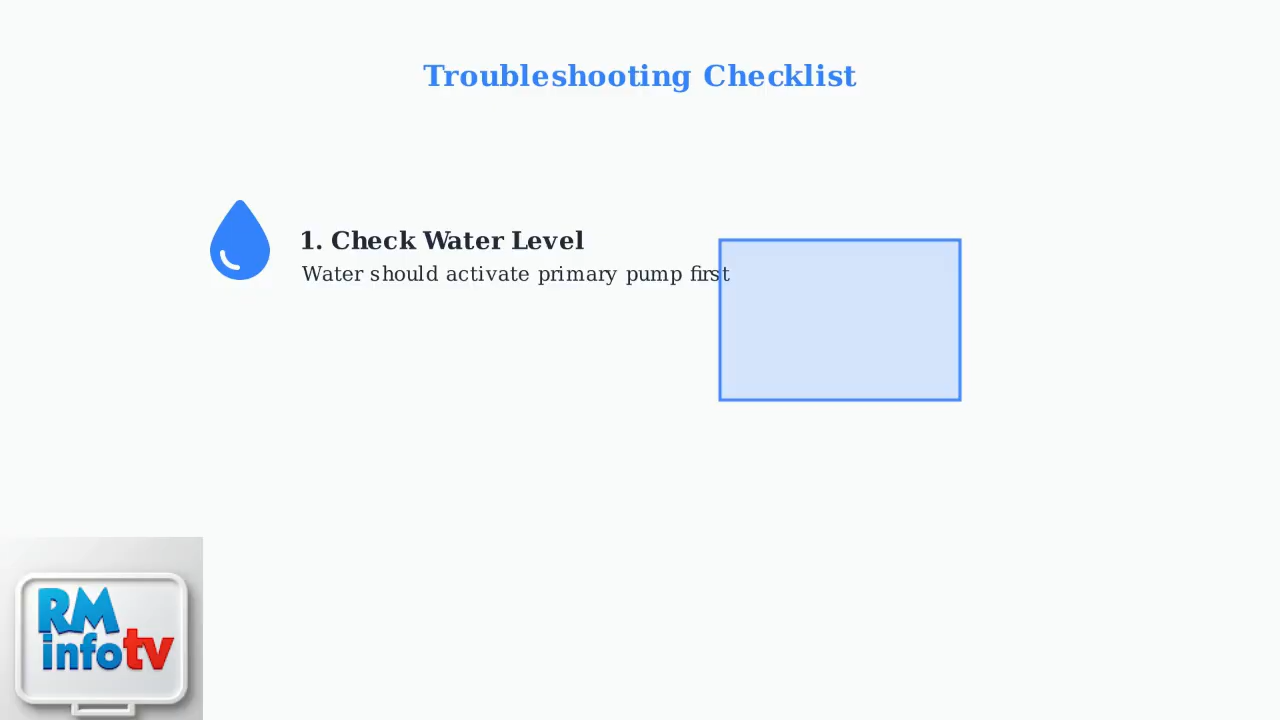 Troubleshooting Checklist
1. Check Water Level
Water should activate primary pump first
RM
infotv